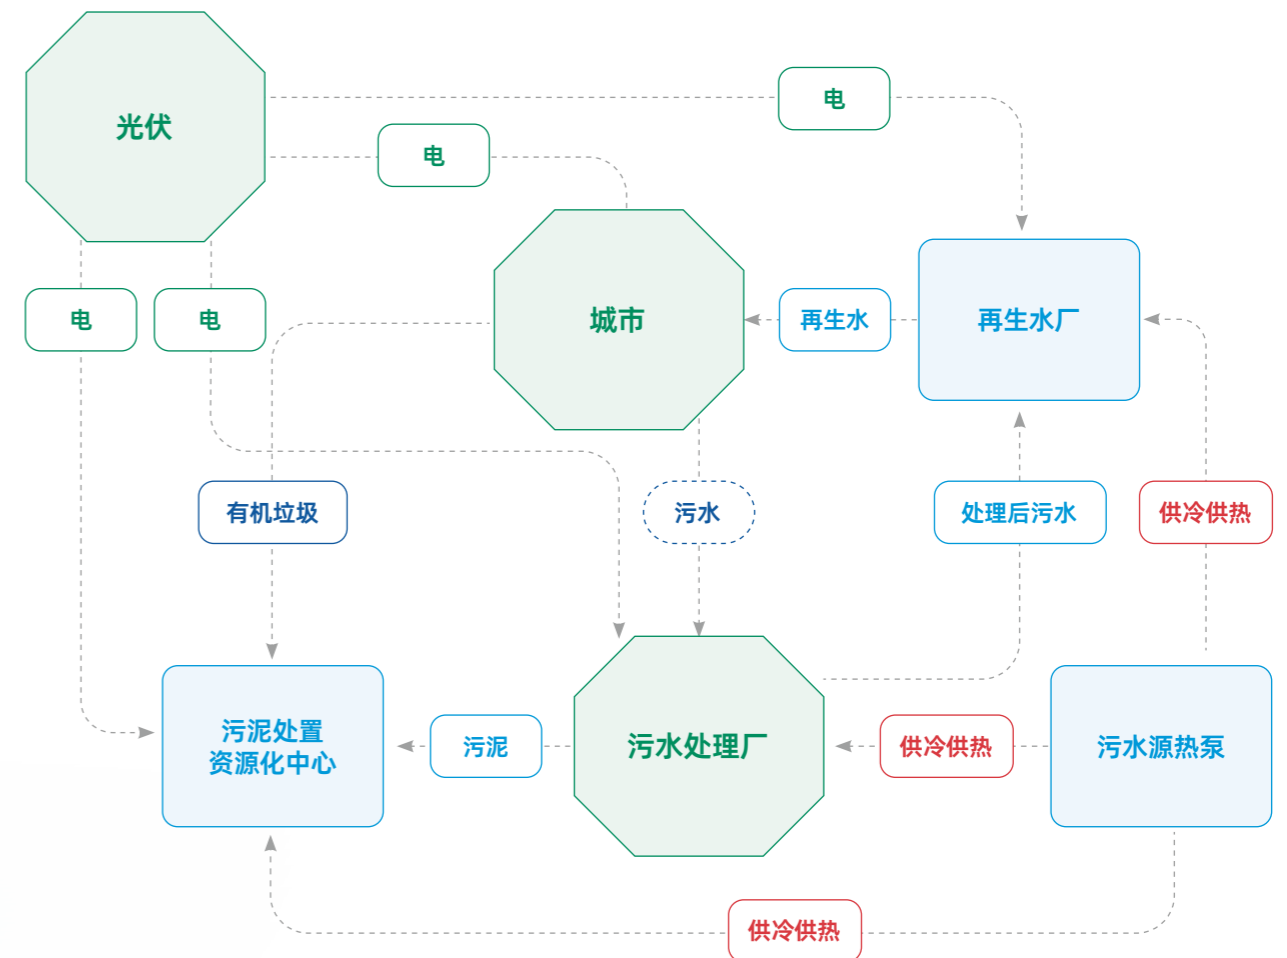 光伏
电
电
电
电
城市
再生水
再生水厂
有机垃圾
污水
处理后污水
供冷供热
污泥处置
资源化中心
污泥
污水处理厂
供冷供热
污水源热泵
供冷供热